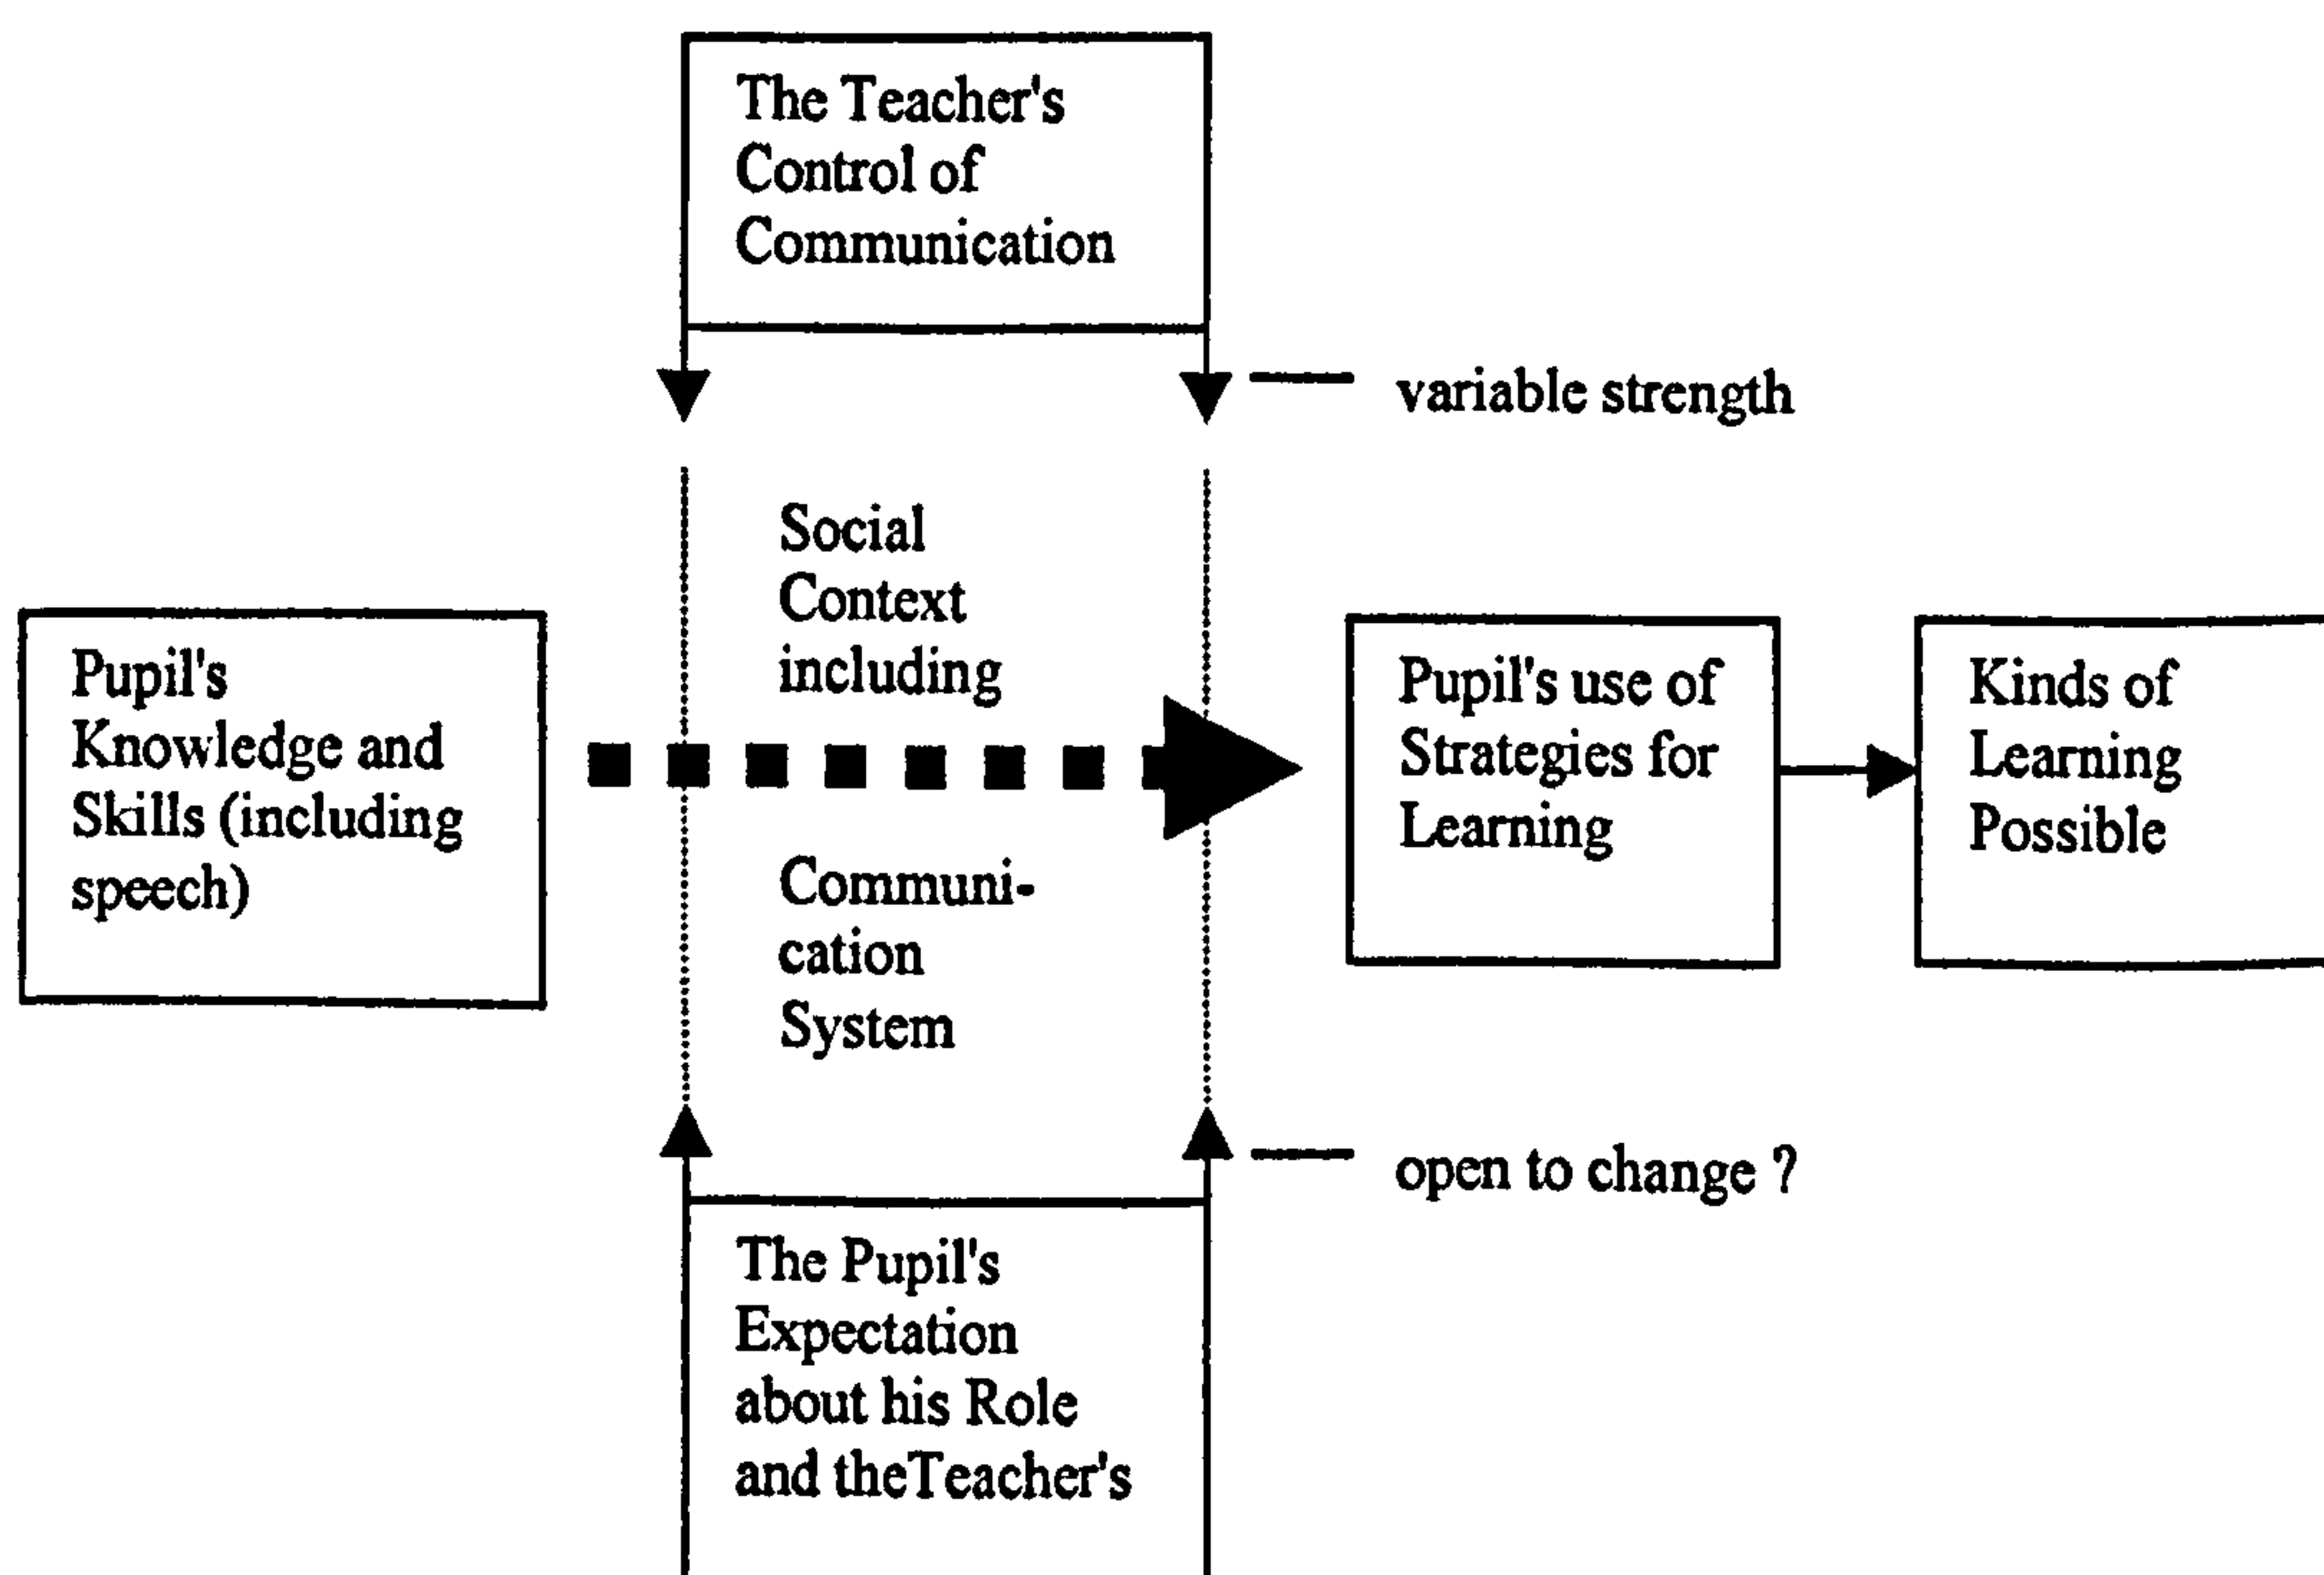 The Teacher's
Control of
Communication
variable strength
Social
Context
including
Communi-
cation
System
Pupil's
Knowledge and
Skills (including
speech)
Pupil's use of
Strategies for
Learning
Kinds of
Learning
Possible
open to change ?
The Pupil's
Expectation
about his Role
and theTeacher's